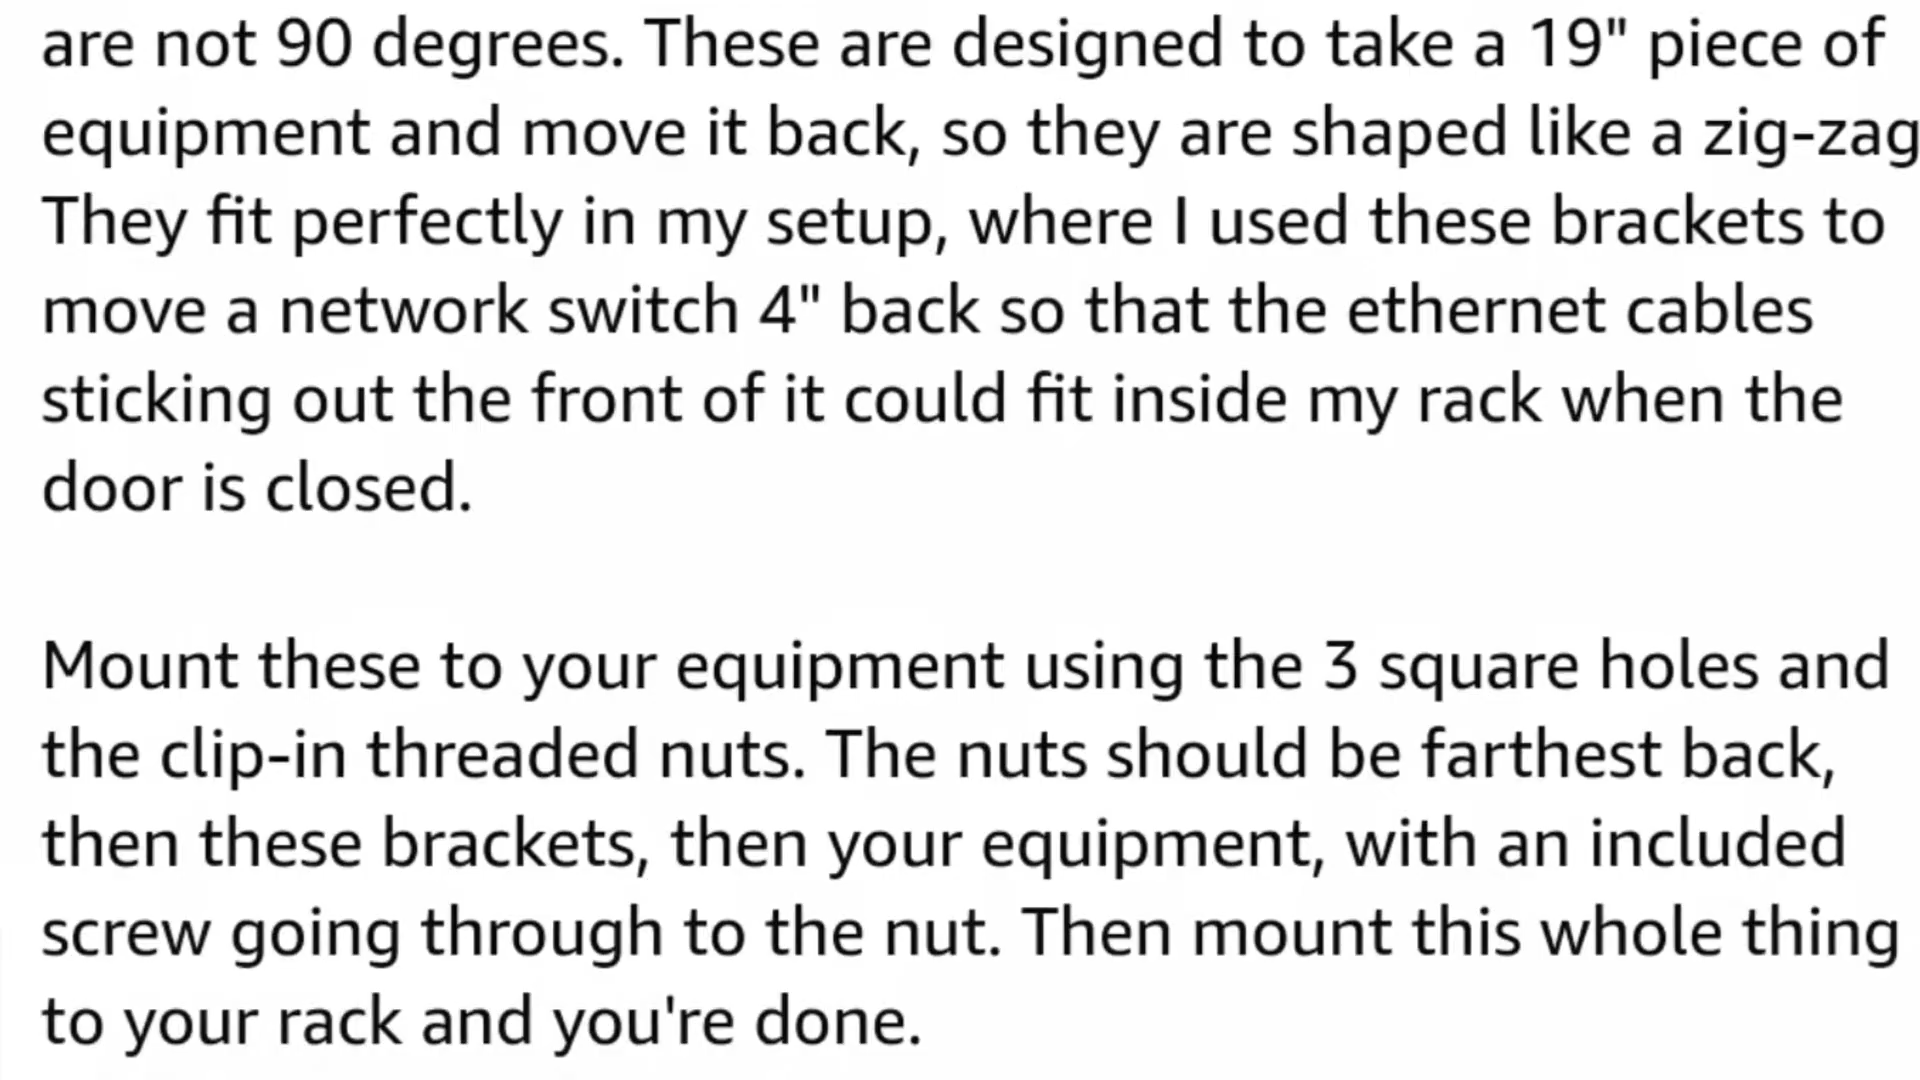 are not 90 degrees. These are designed to take a 19" piece of
equipment and move it back, so they are shaped like a zig-zag
They fit perfectly in my setup, where I used these brackets to
move a network switch 4" back so that the ethernet cables
sticking out the front of it could fit inside my rack when the
door is closed.
Mount these to your equipment using the 3 square holes and
the clip-in threaded nuts. The nuts should be farthest back,
then these brackets, then your equipment, with an included
screw going through to the nut. Then mount this whole thing
to your rack and you're done.